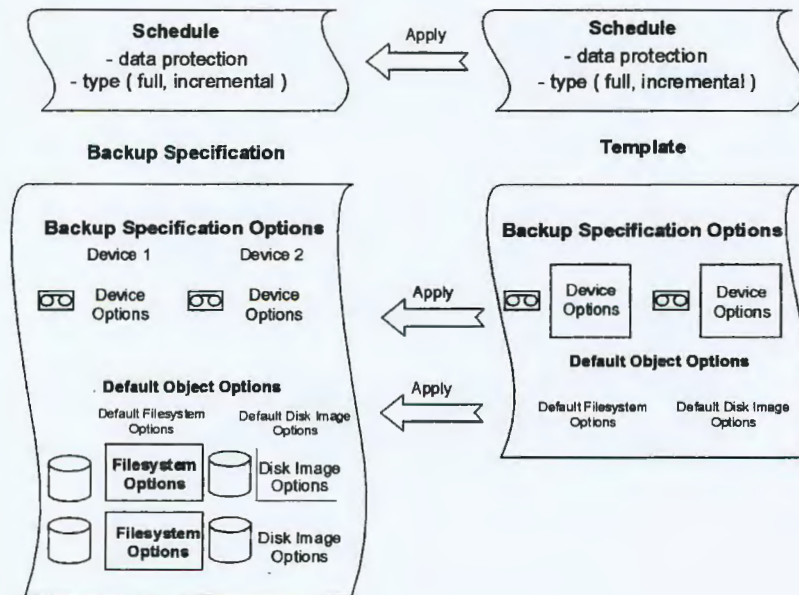 Schedule
- data protection
- type ( full, incremental )
Apply
Schedule
- data protection
- type ( full, incremental )
Backup Specification
Template
Backup Specification Options
Device 1
Device 2
Device
Options
Device
Options
Apply
Backup Specification Options
Device
Options
Device
Options
Default Object Options
Default Filesystem
Options
Default Disk Image
Options
Apply
Default Object Options
Default Filesystem
Options
Default Disk Image
Options
Filesystem
Options
Disk Image
Options
Filesystem
Options
Disk Image
Options